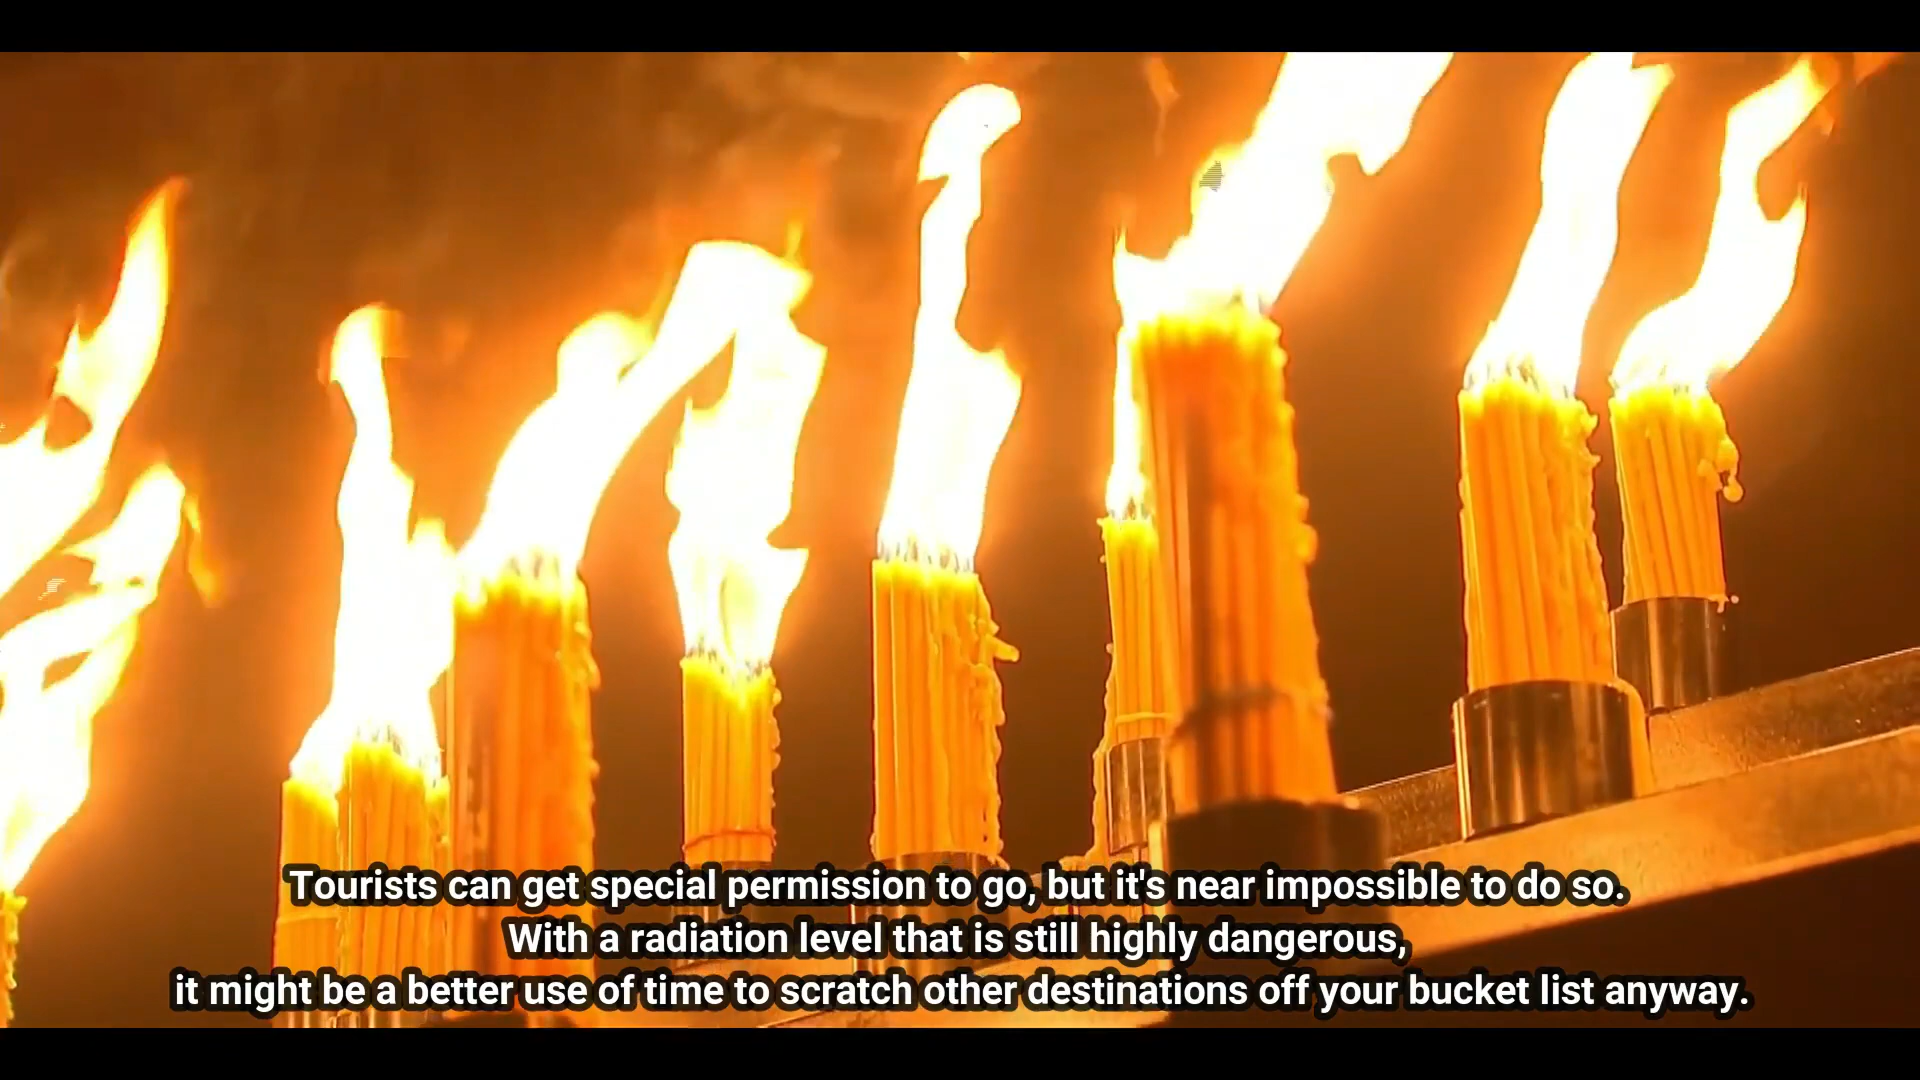 Tourists can get special permission to go, but it's near impossible to do so.
With a radiation level that is still highly dangerous,
it might be a better use of time to scratch other destinations off your bucket list anyway.